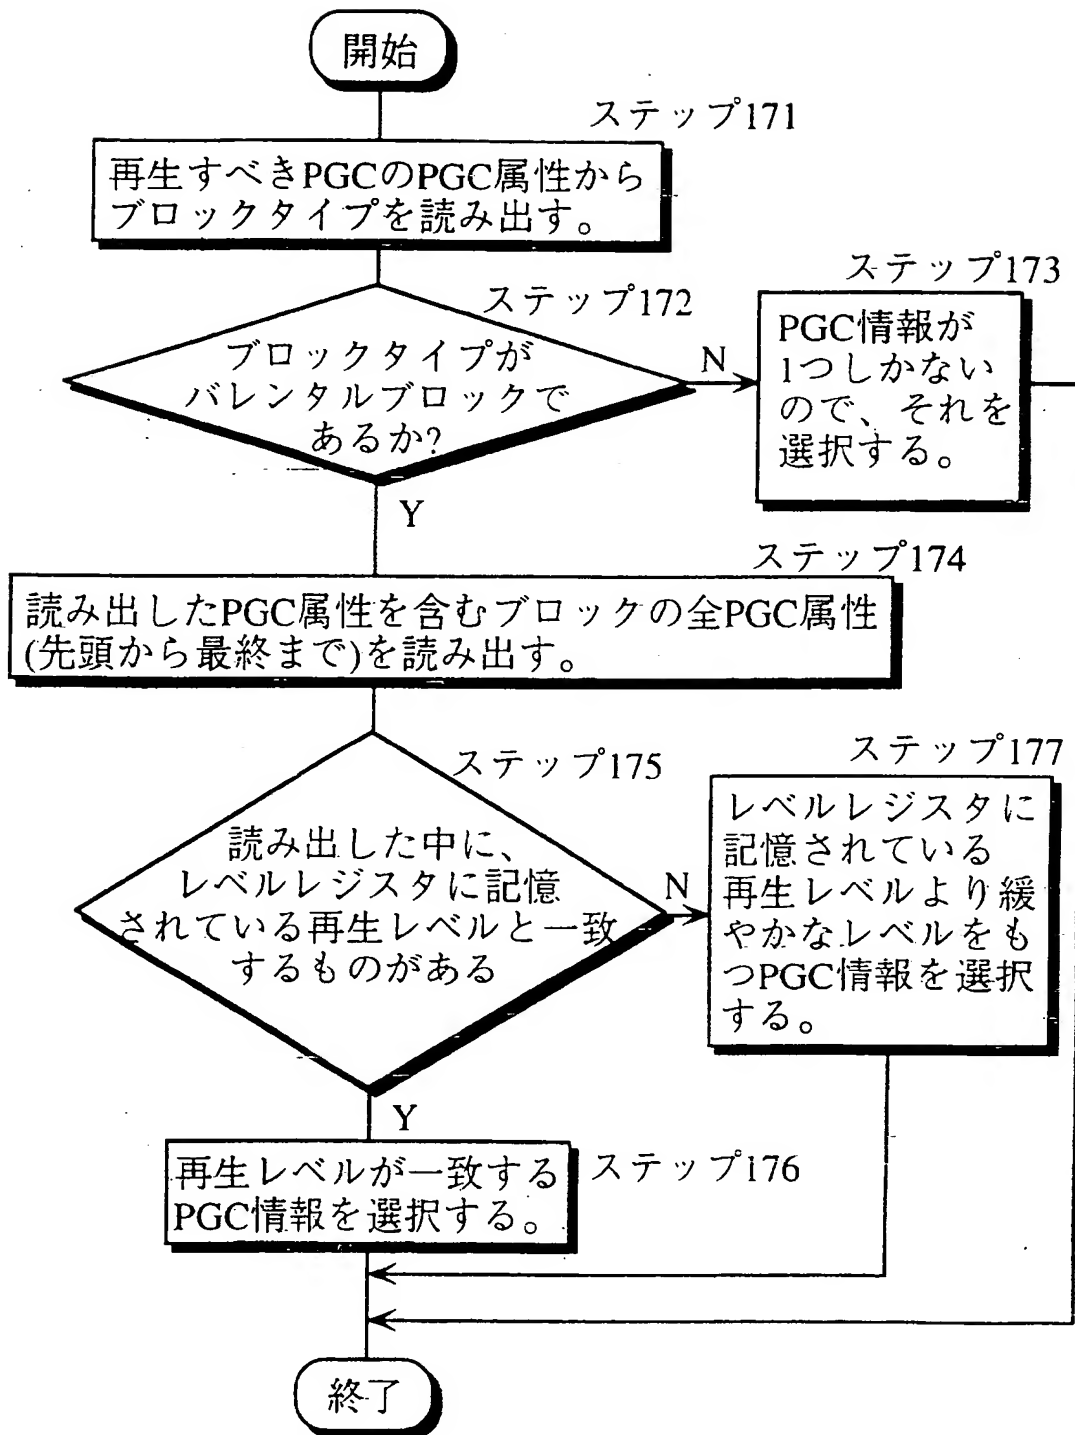 開始
ステップ171
再生すべきPGCのPGC属性から
ブロックタイプを読み出す。
ステップ172
ブロックタイプが
バレンタルブロックで
あるか?
N
Y
ステップ173
PGC情報が
1つしかない
ので、それを
選択する。
ステップ174
読み出したPGC属性を含むブロックの全PGC属性
(先頭から最終まで)を読み出す。
ステップ175
読み出した中に、
レベルレジスタに記憶
されている再生レベルと一致
するものがある
N
Y
ステップ177
レベルレジスタに
記憶されている
再生レベルより緩
やかなレベルをも
つPGC情報を選択
する。
再生レベルが一致する
PGC情報を選択する。
ステップ176
終了